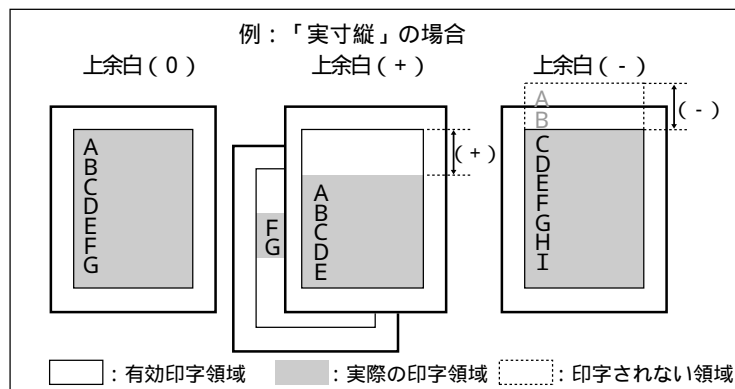 例：「実寸縦」の場合
上余白（0）
上余白（+）
上余白（-）
A
B
C
D
E
F
G
F
G
A
B
C
D
E
（+）
A
B
C
D
E
F
G
H
I
（-）
：有効印字領域
：実際の印字領域
：印字されない領域